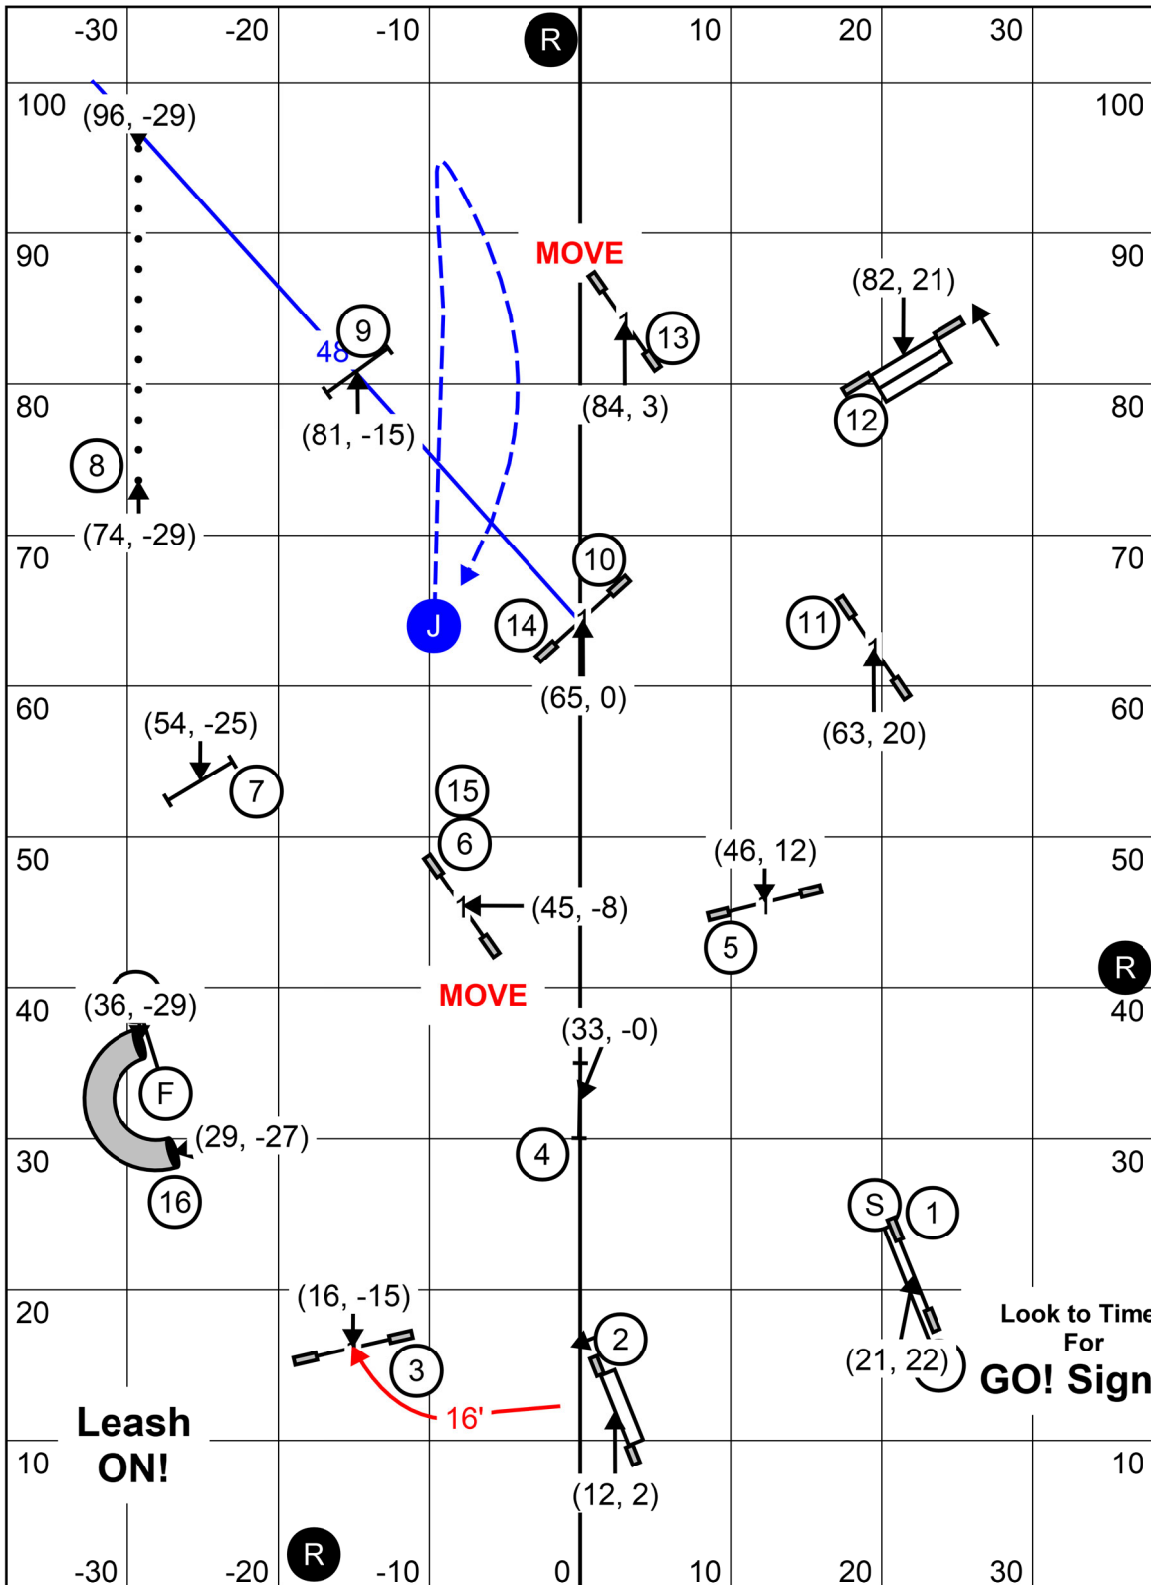 -30 -20 -10 R 10 20 30
100 (96, -29) 100
90 MOVE 90
(82, 21)
9 13
48
80 (84, 3) 12 80
(81, -15)
8
(74, -29)
70 10 70
J 14 11
(65, 0)
60 (63, 20) 60
(54, -25)
7 15
50 6 (46, 12) 50
(45, -8)
5
R
MOVE
40 (36, -29) 40
(33, -0)
F
(29, -27)
30 4 30
16 S 1
20 (16, -15) 20
Look to Time
For
GO! Sign
2
3 (21, 22)
16'
Leash
ON!
10 10
(12, 2)
R
-30 -20 -10 0 10 20 30